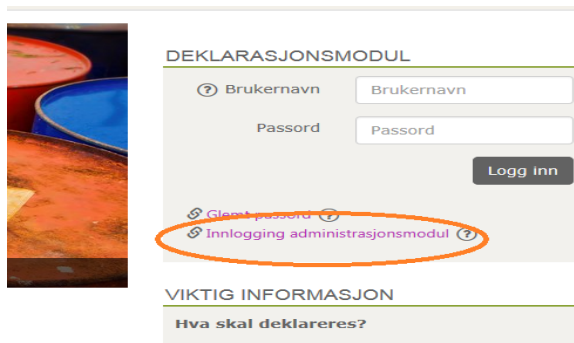 DEKLARASJONSMODUL
Brukernavn Brukernavn
Passord Passord
Logg inn
Glemt passord ?
Innlogging administrasjonsmodul ?
VIKTIG INFORMASJON
Hva skal deklareres?